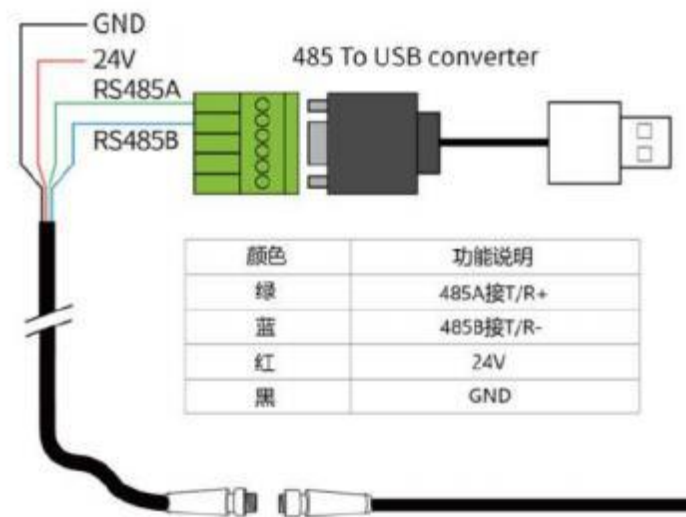 GND
24V
485 To USB converter
RS485A
RS485B
颜色 功能说明
绿 485A接T/R+
蓝 485B接T/R-
红 24V
黑 GND